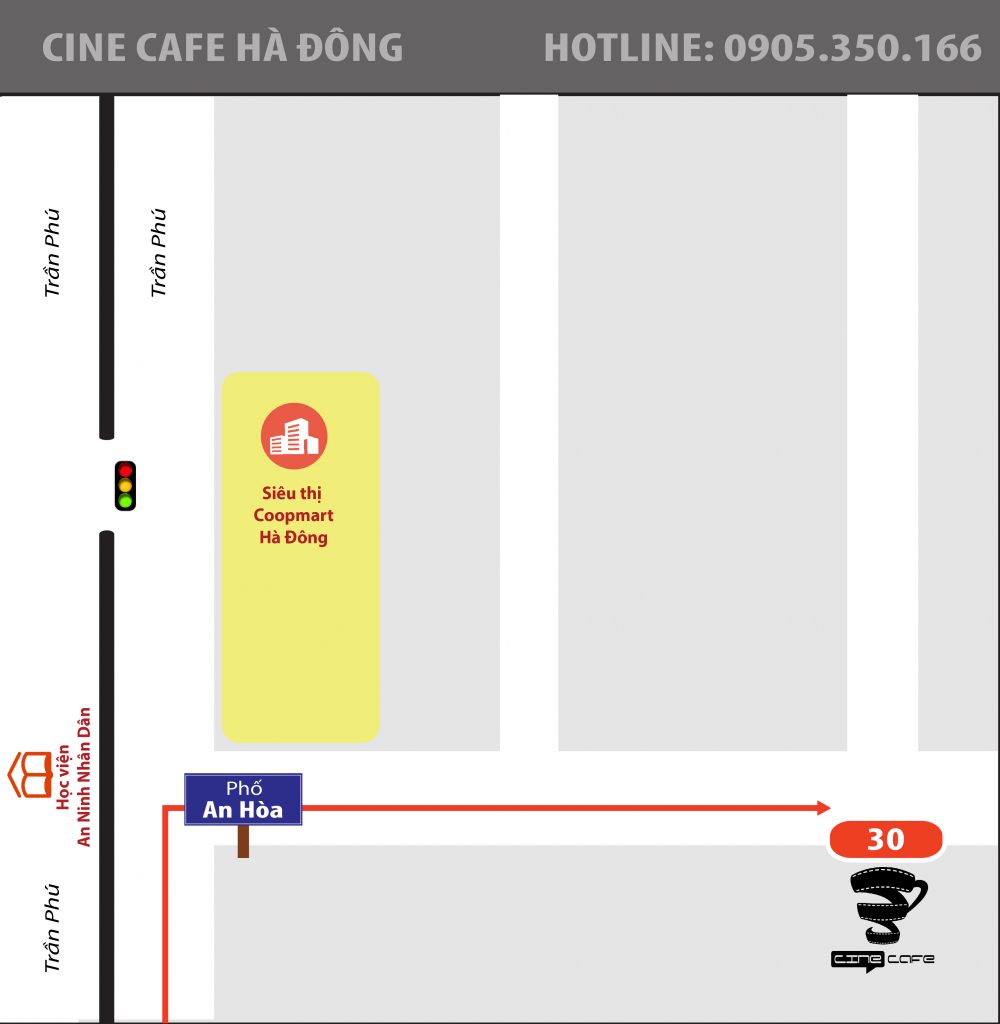 CINE CAFE HÀ ĐÔNG
HOTLINE: 0905.350.166
Trần Phú
Trần Phú
Siêu thị
Coopmart
Hà Đông
Học viện
An Ninh Nhân Dân
Phố
An Hòa
30
Trần Phú
cine cafe